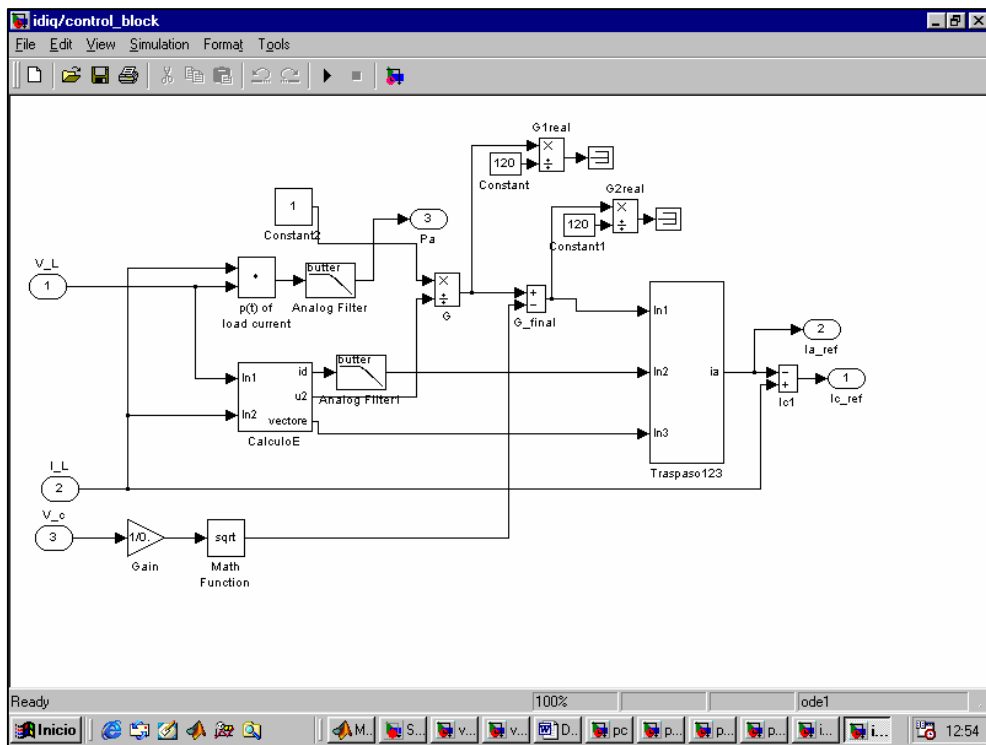 idiq/control_block
File Edit View Simulation Format Tools
G1real
120
Constant
G2real
120
Constant1
1
Constant2
3
Pa
V_L
1
p(t) of
load current
butter
Analog Filter
G
G_final
In1
In2
In3
ia
Traspaso123
2
Ia_ref
Ic1
1
Ic_ref
In1
In2
id
u2
vectore
CalculoE
butter
Analog Filter1
I_L
2
V_c
3
1/0.
Gain
sqrt
Math
Function
Ready 100% ode1
Inicio M.. S.. v... v... D.. pc p... p... p... i... i... 12:54